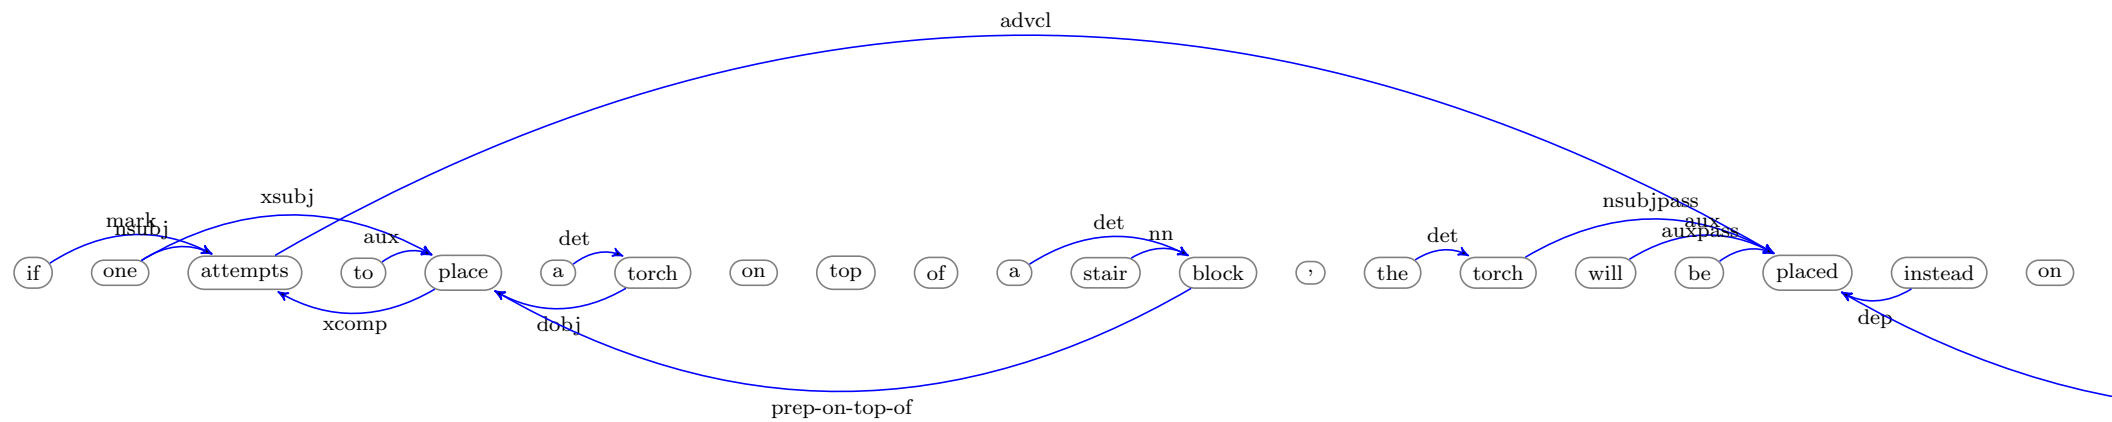 advcl
xsubj
mark
nsubj
aux
det
det
nn
det
nsubjpass
aux
auxpass
if one attempts to place a torch on top of a stair block , the torch will be placed instead on
xcomp
dobj
dep
prep-on-top-of